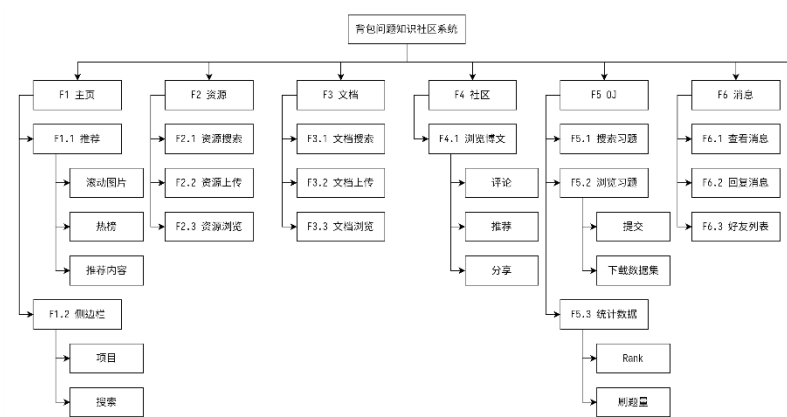 背包问题知识社区系统
F1 主页
F2 资源
F3 文档
F4 社区
F5 OJ
F6 消息
F1.1 推荐
F2.1 资源搜索
F3.1 文档搜索
F4.1 浏览博文
F5.1 搜索习题
F6.1 查看消息
滚动图片
F2.2 资源上传
F3.2 文档上传
评论
F5.2 浏览习题
F6.2 回复消息
热榜
F2.3 资源浏览
F3.3 文档浏览
推荐
提交
F6.3 好友列表
推荐内容
分享
下载数据集
F1.2 侧边栏
F5.3 统计数据
项目
Rank
搜索
刷题量